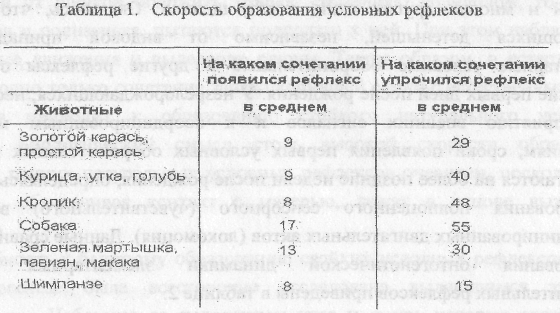 Таблица 1. Скорость образования условных рефлексов
Животные
На каком сочетании
появился рефлекс
в среднем
На каком сочетании
упрочился рефлекс
в среднем
Золотой карась,
простой карась
9
29
Курица, утка, голубь
9
40
Кролик
8
48
Собака
17
55
Зеленая мартышка,
павиан, макака
13
30
Шимпанзе
8
15